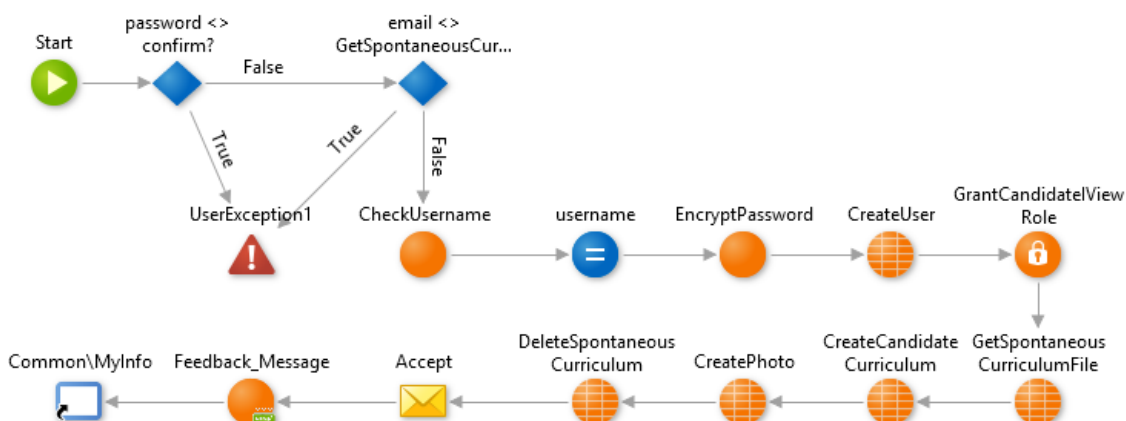 Start
password <>
confirm?
False
email <>
GetSpontaneousCur...
True
True
False
UserException1
CheckUsername
username
EncryptPassword
CreateUser
GrantCandidateIView
Role
Common\MyInfo
Feedback_Message
Accept
DeleteSpontaneous
Curriculum
CreatePhoto
CreateCandidate
Curriculum
GetSpontaneous
CurriculumFile